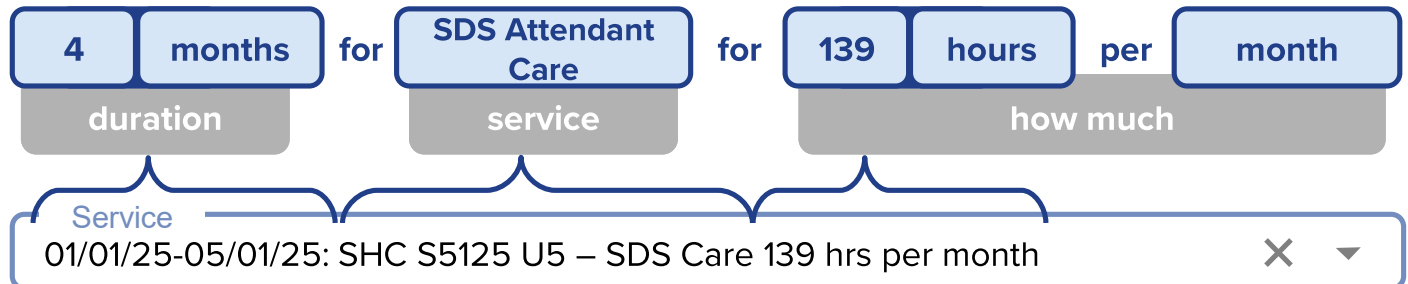 4 months for SDS Attendant Care for 139 hours per month
duration service how much
Service
01/01/25-05/01/25: SHC S5125 U5 – SDS Care 139 hrs per month